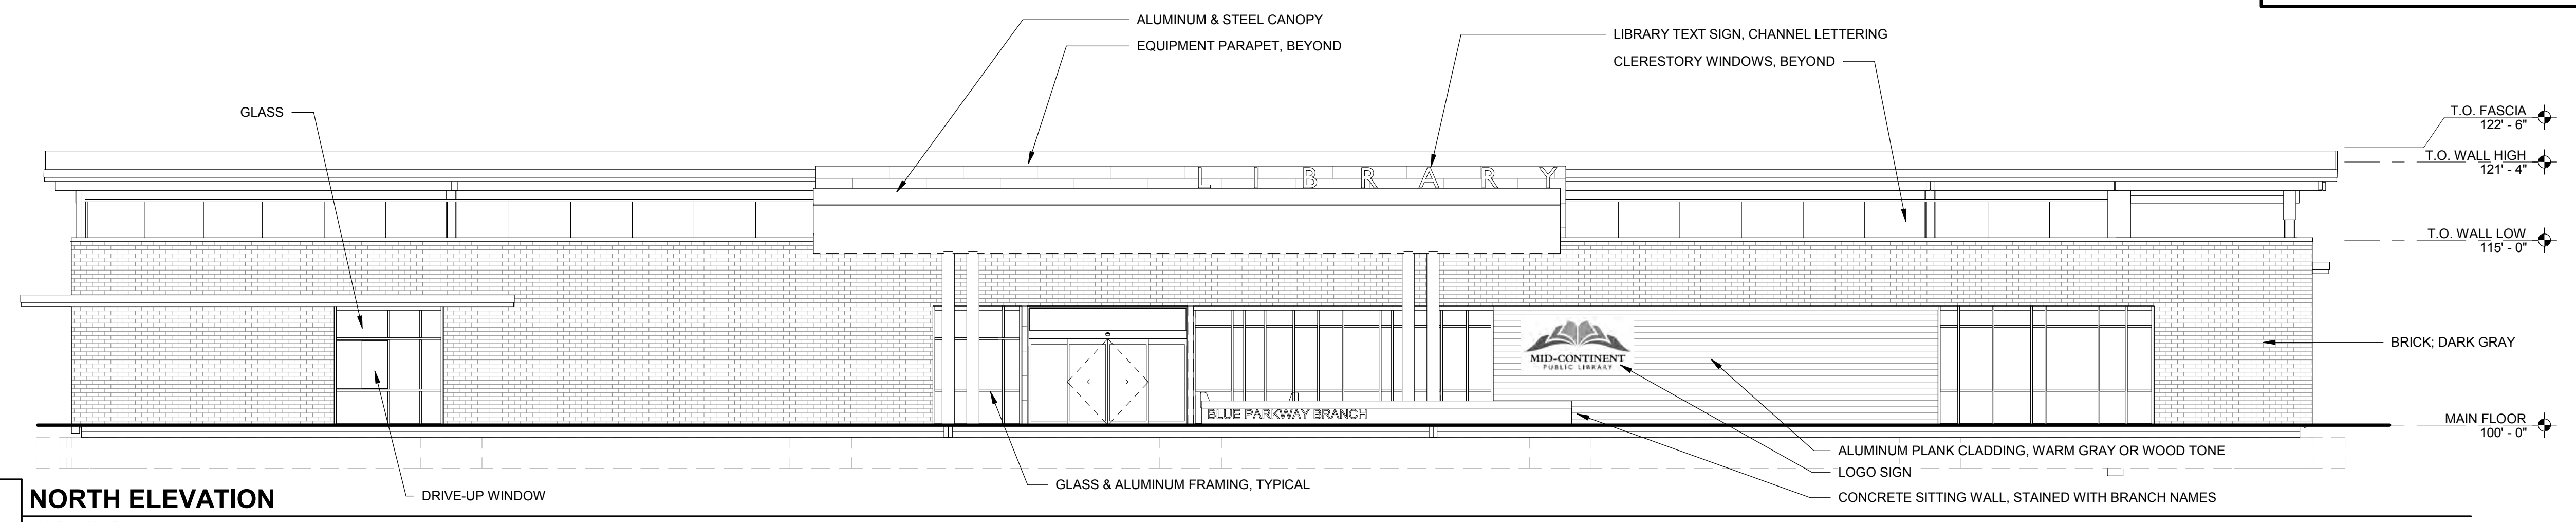 ALUMINUM & STEEL CANOPY
EQUIPMENT PARAPET, BEYOND
LIBRARY TEXT SIGN, CHANNEL LETTERING
CLERESTORY WINDOWS, BEYOND
GLASS
T.O. FASCIA
122' - 6"
T.O. WALL HIGH
121' - 4"
LIBRARY
T.O. WALL LOW
115' - 0"
BRICK; DARK GRAY
MID-CONTINENT
PUBLIC LIBRARY
BLUE PARKWAY BRANCH
MAIN FLOOR
100' - 0"
ALUMINUM PLANK CLADDING, WARM GRAY OR WOOD TONE
LOGO SIGN
GLASS & ALUMINUM FRAMING, TYPICAL
DRIVE-UP WINDOW
CONCRETE SITTING WALL, STAINED WITH BRANCH NAMES
NORTH ELEVATION